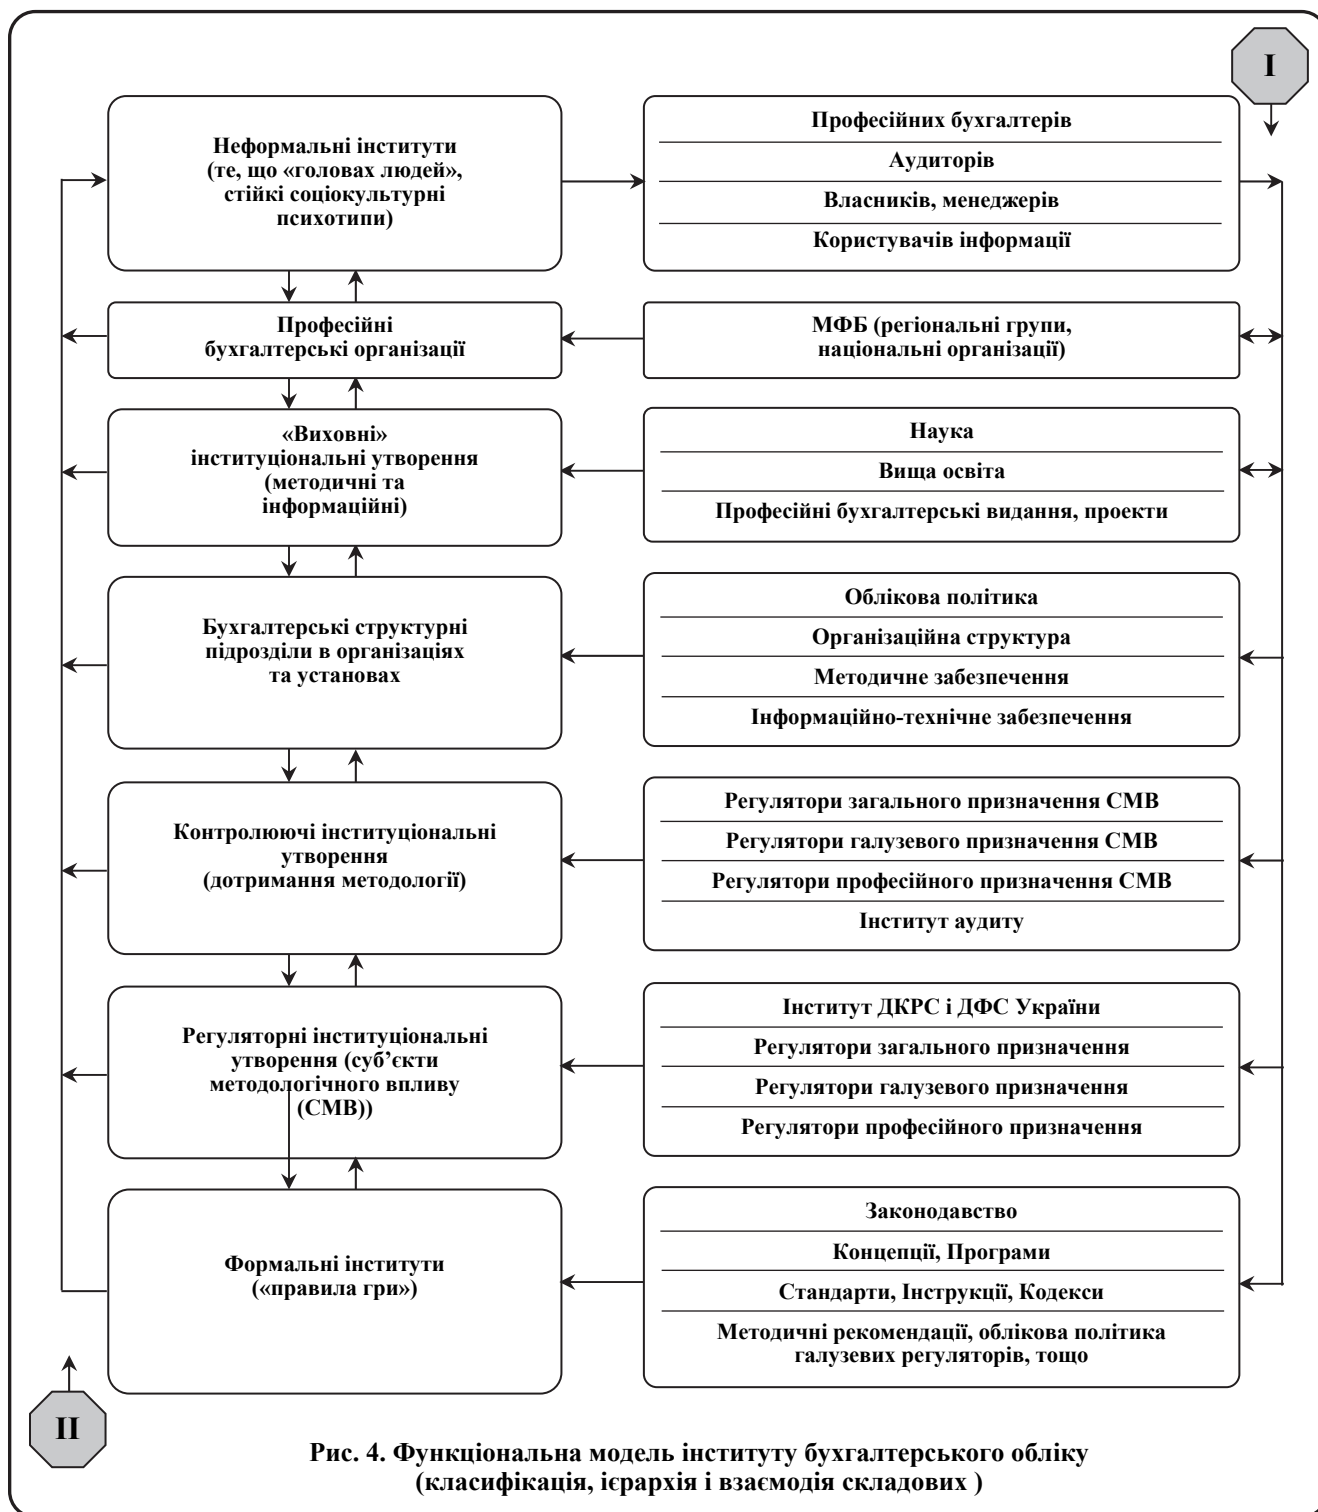 I
Неформальні інститути
(те, що «головах людей»,
стійкі соціокультурні
психотипи)
Професійних бухгалтерів
Аудиторів
Власників, менеджерів
Користувачів інформації
Професійні
бухгалтерські організації
МФБ (регіональні групи,
національні організації)
«Виховні»
інституціональні утворення
(методичні та
інформаційні)
Наука
Вища освіта
Професійні бухгалтерські видання, проекти
Бухгалтерські структурні
підрозділи в організаціях
та установах
Облікова політика
Організаційна структура
Методичне забезпечення
Інформаційно-технічне забезпечення
Контролюючі інституціональні
утворення
(дотримання методології)
Регулятори загального призначення СМВ
Регулятори галузевого призначення СМВ
Регулятори професійного призначення СМВ
Інститут аудиту
Регуляторні інституціональні
утворення (суб’єкти
методологічного впливу
(СМВ))
Інститут ДКРС і ДФС України
Регулятори загального призначення
Регулятори галузевого призначення
Регулятори професійного призначення
Формальні інститути
(«правила гри»)
Законодавство
Концепції, Програми
Стандарти, Інструкції, Кодекси
Методичні рекомендації, облікова політика
галузевих регуляторів, тощо
II
Рис. 4. Функціональна модель інституту бухгалтерського обліку
(класифікація, ієрархія і взаємодія складових )